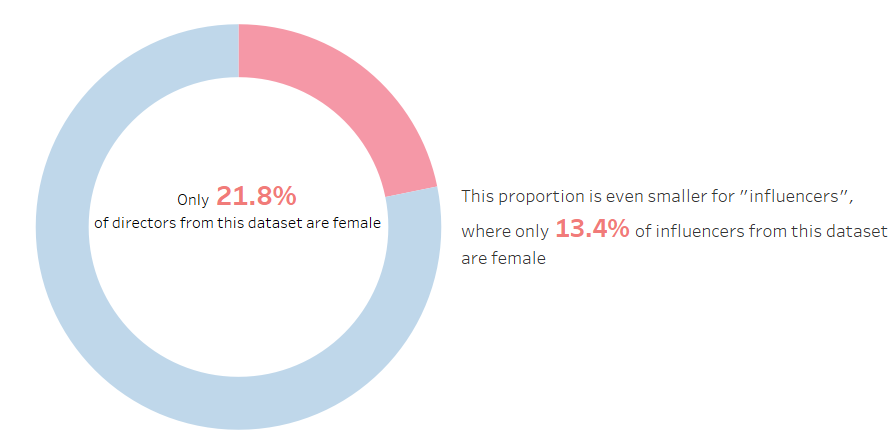 Only 21.8%
of directors from this dataset are female
This proportion is even smaller for "influencers",
where only 13.4% of influencers from this dataset
are female